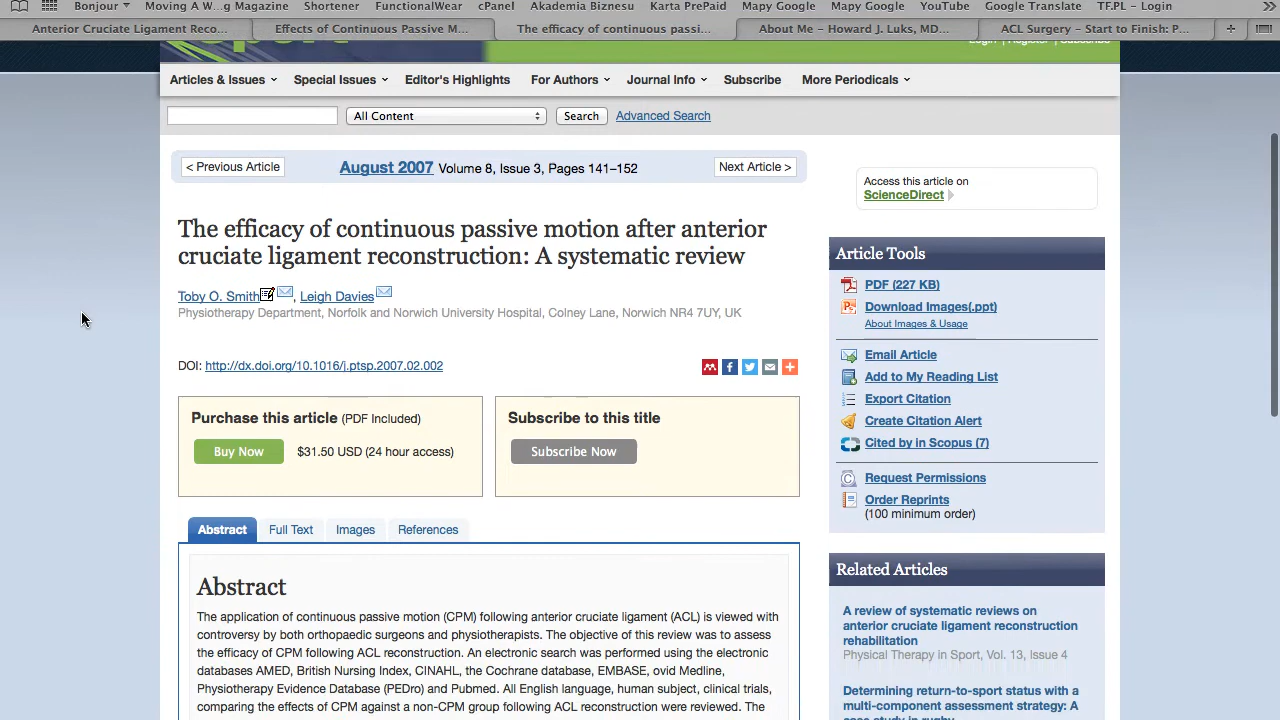 Bonjour Moving A W...g Magazine Shortener FunctionalWear cPanel Akademia Biznesu Karta PrePaid Mapy Google Mapy Google YouTube Google Translate TF.PL - Login
Anterior Cruciate Ligament Reco... Effects of Continuous Passive M... The efficacy of continuous passi... About Me – Howard J. Luks, MD... ACL Surgery – Start to Finish: P...
Login Register Subscribe
Articles & Issues Special Issues Editor's Highlights For Authors Journal Info Subscribe More Periodicals
All Content Search Advanced Search
< Previous Article August 2007 Volume 8, Issue 3, Pages 141–152 Next Article >
Access this article on
ScienceDirect
The efficacy of continuous passive motion after anterior
cruciate ligament reconstruction: A systematic review
Toby O. Smith, Leigh Davies
Physiotherapy Department, Norfolk and Norwich University Hospital, Colney Lane, Norwich NR4 7UY, UK
DOI: http://dx.doi.org/10.1016/j.ptsp.2007.02.002
Purchase this article (PDF Included)
Buy Now $31.50 USD (24 hour access)
Subscribe to this title
Subscribe Now
Abstract Full Text Images References
Abstract
The application of continuous passive motion (CPM) following anterior cruciate ligament (ACL) is viewed with
controversy by both orthopaedic surgeons and physiotherapists. The objective of this review was to assess
the efficacy of CPM following ACL reconstruction. An electronic search was performed using the electronic
databases AMED, British Nursing Index, CINAHL, the Cochrane database, EMBASE, ovid Medline,
Physiotherapy Evidence Database (PEDro) and Pubmed. All English language, human subject, clinical trials,
comparing the effects of CPM against a non-CPM group following ACL reconstruction were reviewed. The
Article Tools
PDF (227 KB)
Download Images(.ppt)
About Images & Usage
Email Article
Add to My Reading List
Export Citation
Create Citation Alert
Cited by in Scopus (7)
Request Permissions
Order Reprints
(100 minimum order)
Related Articles
A review of systematic reviews on
anterior cruciate ligament reconstruction
rehabilitation
Physical Therapy in Sport, Vol. 13, Issue 4
Determining return-to-sport status with a
multi-component assessment strategy: A
case study in rugby